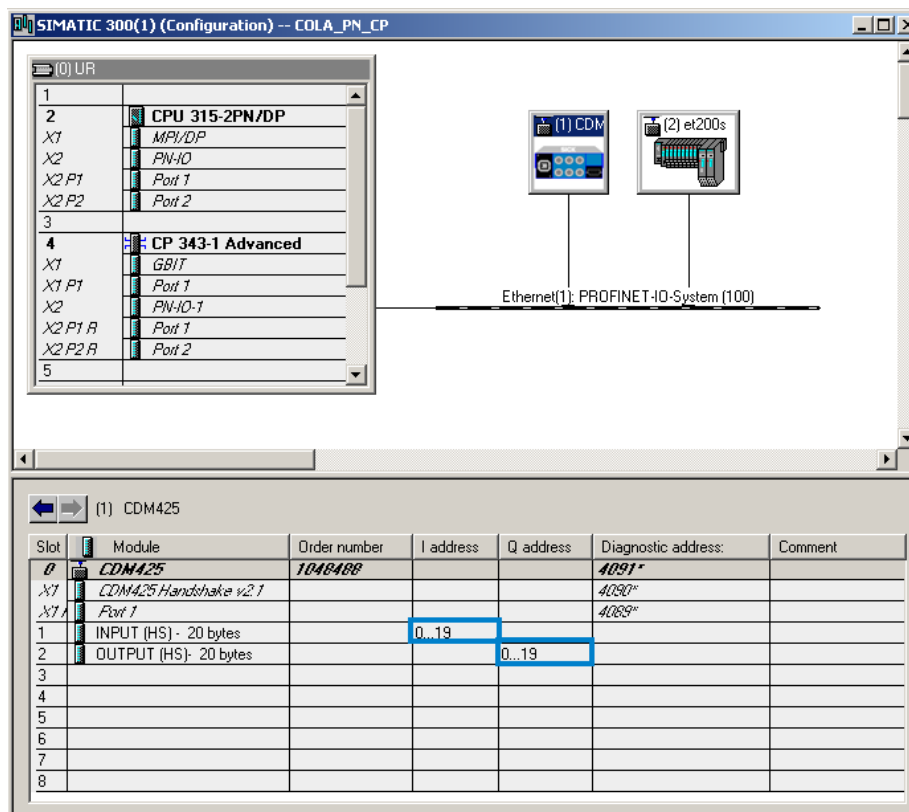 SIMATIC 300(1) (Configuration) -- COLA_PN_CP
(0) UR
1
2 CPU 315-2PN/DP
X1 MPI/DP
X2 PN-IO
X2 P1 Port 1
X2 P2 Port 2
3
4 CP 343-1 Advanced
X1 GBIT
X1 P1 Port 1
X2 PN-IO-1
X2 P1 R Port 1
X2 P2 R Port 2
5
(1) CDM
(2) et200s
Ethernet(1): PROFINET-IO-System (100)
(1) CDM425
Slot Module Order number I address Q address Diagnostic address: Comment
0 CDM425 1048488 4091*
X1 CDM425 Handshake v2.1 4090*
X1 Port 1 4089*
1 INPUT (HS) - 20 bytes 0...19
2 OUTPUT (HS)- 20 bytes 0...19
3
4
5
6
7
8